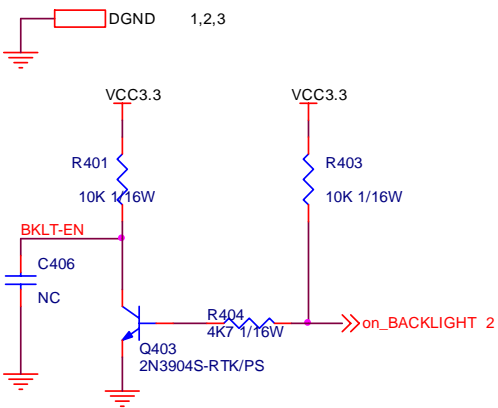 DGND 1,2,3
VCC3.3 VCC3.3
R401 R403
10K 1/16W 10K 1/16W
BKLT-EN
C406
NC
R404
4K7 1/16W
on_BACKLIGHT 2
Q403
2N3904S-RTK/PS